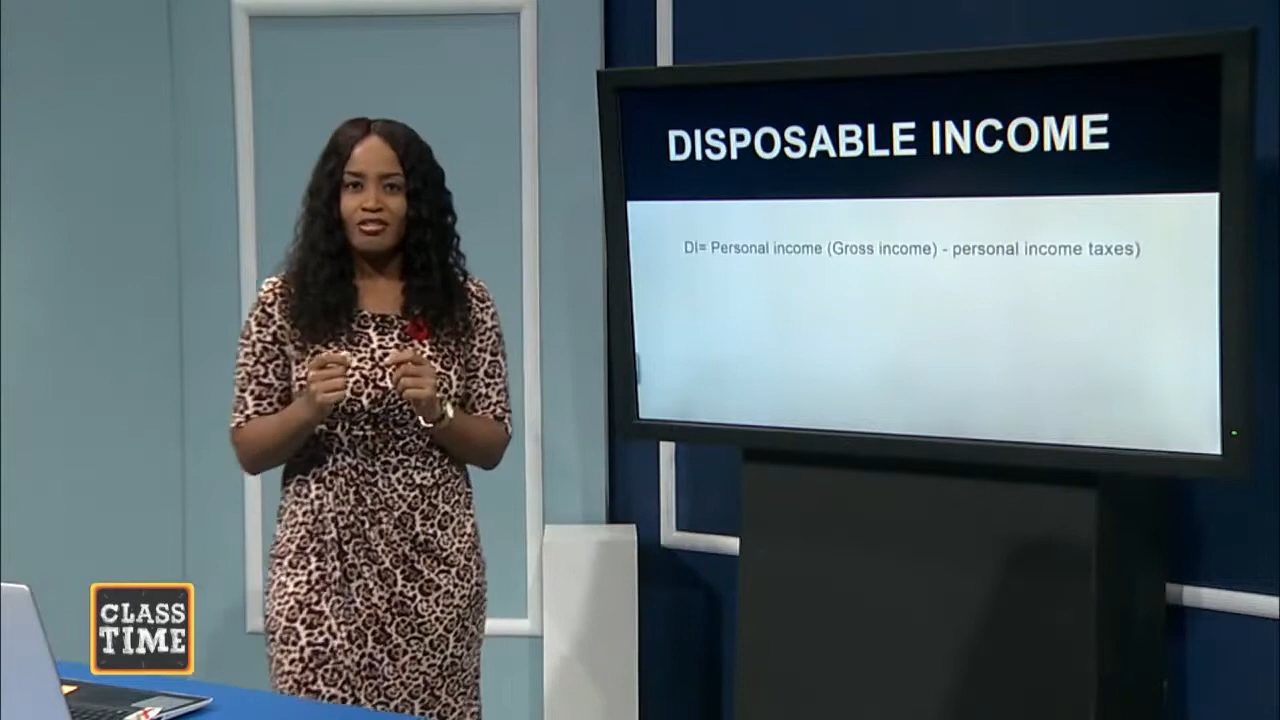 DISPOSABLE INCOME
DI= Personal income (Gross income) - personal income taxes)
CLASS
TIME